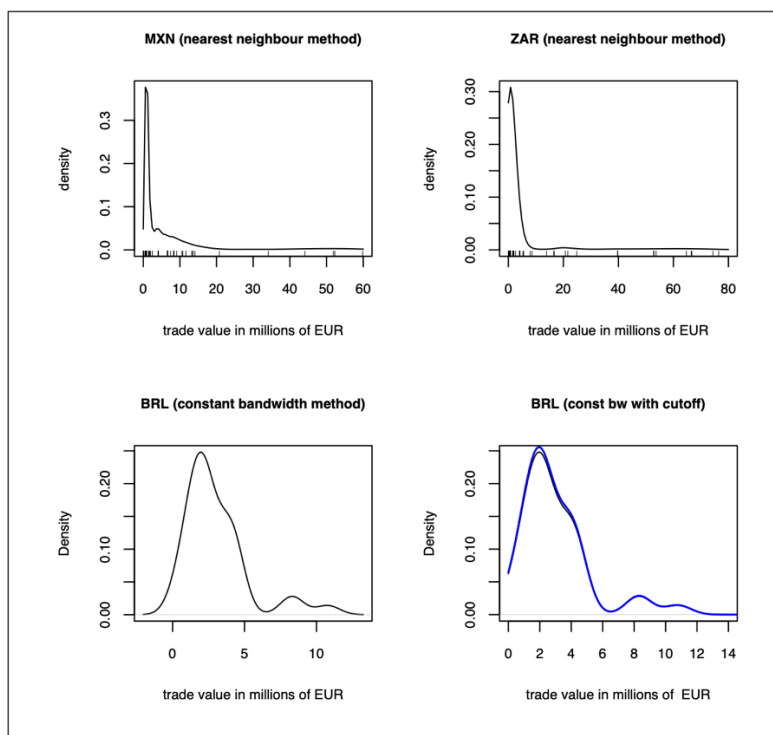 MXN (nearest neighbour method)
density
0.0 0.1 0.2 0.3
0 10 20 30 40 50 60
trade value in millions of EUR
ZAR (nearest neighbour method)
density
0.00 0.10 0.20 0.30
0 20 40 60 80
trade value in millions of EUR
BRL (constant bandwidth method)
Density
0.00 0.10 0.20
0 5 10
trade value in millions of EUR
BRL (const bw with cutoff)
Density
0.00 0.10 0.20
0 2 4 6 8 10 12 14
trade value in millions of  EUR